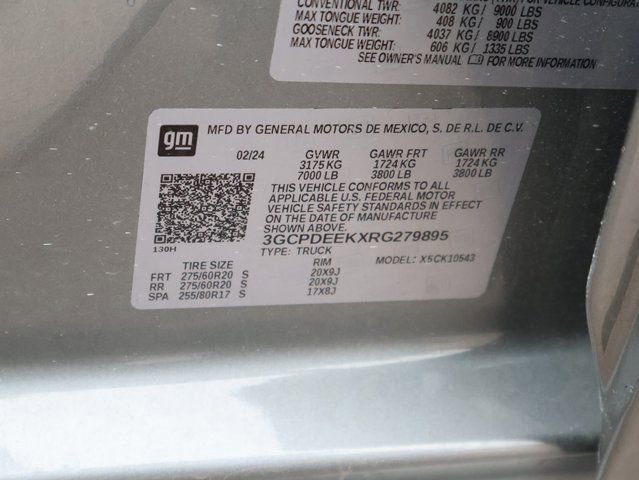 CONVENTIONAL TWR: 4082 KG / 9000 LBS
MAX TONGUE WEIGHT: 408 KG / 900 LBS
GOOSENECK TWR: 4037 KG / 8900 LBS
MAX TONGUE WEIGHT: 606 KG / 1335 LBS
SEE OWNER'S MANUAL FOR MORE INFORMATION
gm MFD BY GENERAL MOTORS DE MEXICO, S. DE R.L. DE C.V.
02/24 GVWR GAWR FRT GAWR RR
3175 KG 1724 KG 1724 KG
7000 LB 3800 LB 3800 LB
THIS VEHICLE CONFORMS TO ALL
APPLICABLE U.S. FEDERAL MOTOR
VEHICLE SAFETY STANDARDS IN EFFECT
ON THE DATE OF MANUFACTURE
SHOWN ABOVE.
3GCPDEEKXRG279895
130H
TYPE: TRUCK MODEL: X5CK10543
TIRE SIZE RIM
FRT 275/60R20 S 20X9J
RR 275/60R20 S 20X9J
SPA 255/80R17 S 17X8J